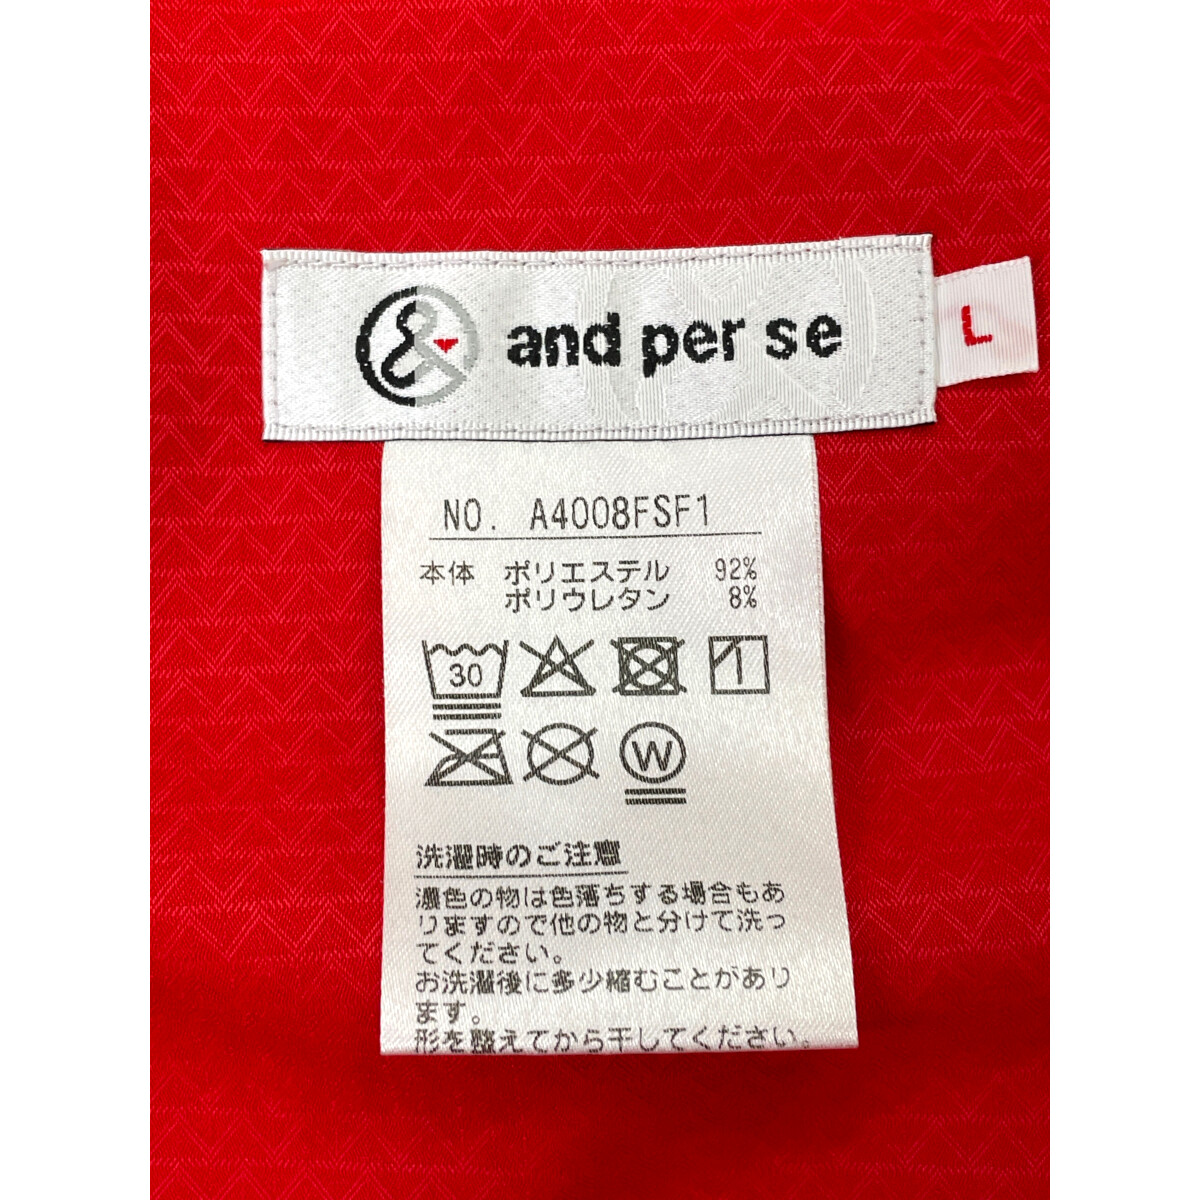 and per se
L
NO. A4008FSF1
本体 ポリエステル 92%
ポリウレタン 8%
30
W
洗濯時のご注意
濃色の物は色落ちする場合もあ
りますので他の物と分けて洗っ
てください。
お洗濯後に多少縮むことがあり
ます。
形を整えてから干してください。